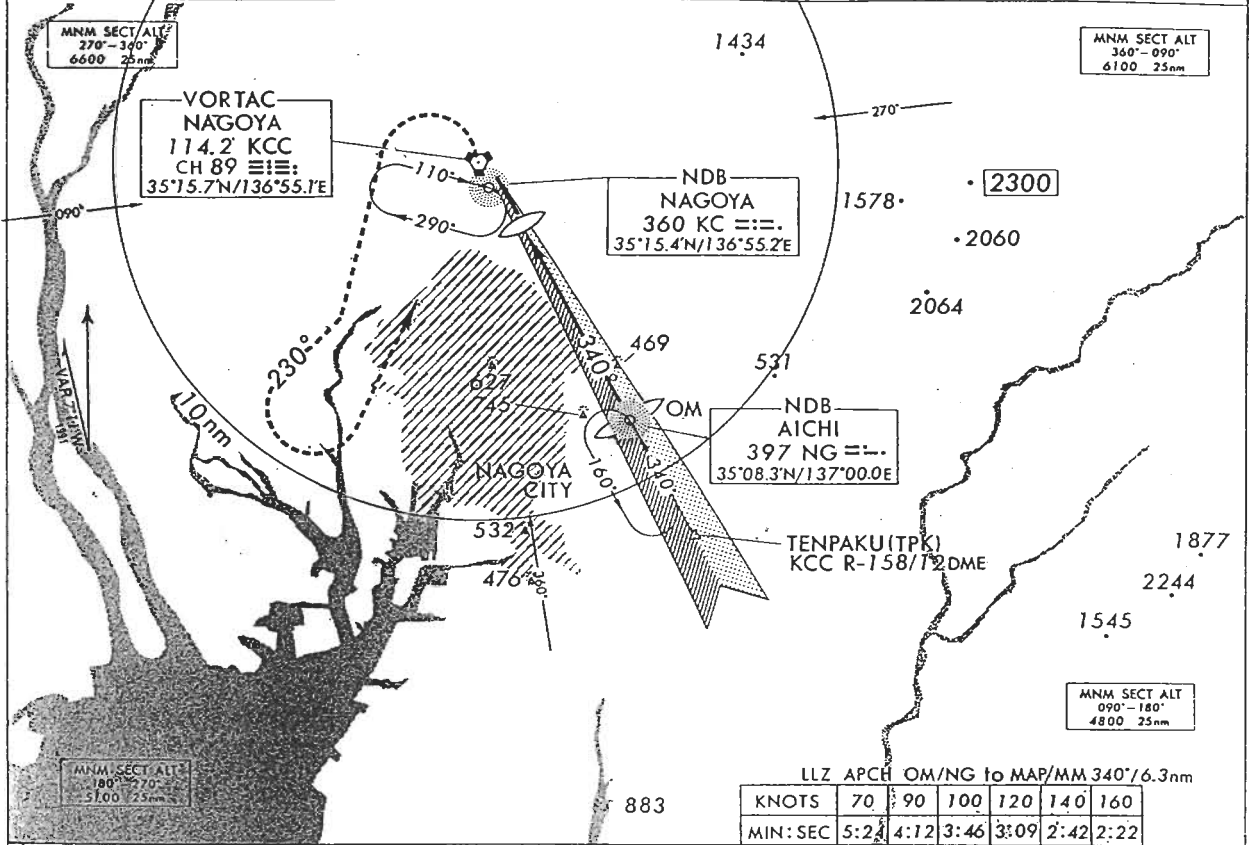 MNM SECT ALT
270°-360°
6600 25nm
1434
MNM SECT ALT
360°-090°
6100 25nm
VORTAC
NAGOYA
114.2 KCC
CH 89
35°15.7'N/136°55.1'E
270°
110°
NDB
NAGOYA
360 KC
35°15.4'N/136°55.2'E
2300
1578
090°
290°
2060
2064
230°
340°
469
531
627
745
OM
NDB
AICHI
397 NG
35°08.3'N/137°00.0'E
VAR
1991
10nm
NAGOYA
CITY
160°
340°
532
TENPAKU(TPK)
KCC R-158/12DME
476
360°
1877
2244
1545
MNM SECT ALT
090°-180°
4800 25nm
MNM SECT ALT
180°-270°
5100 25nm
883
LLZ APCH OM/NG to MAP/MM 340°/6.3nm
KNOTS 70 90 100 120 140 160
MIN:SEC 5:24 4:12 3:46 3:09 2:42 2:22